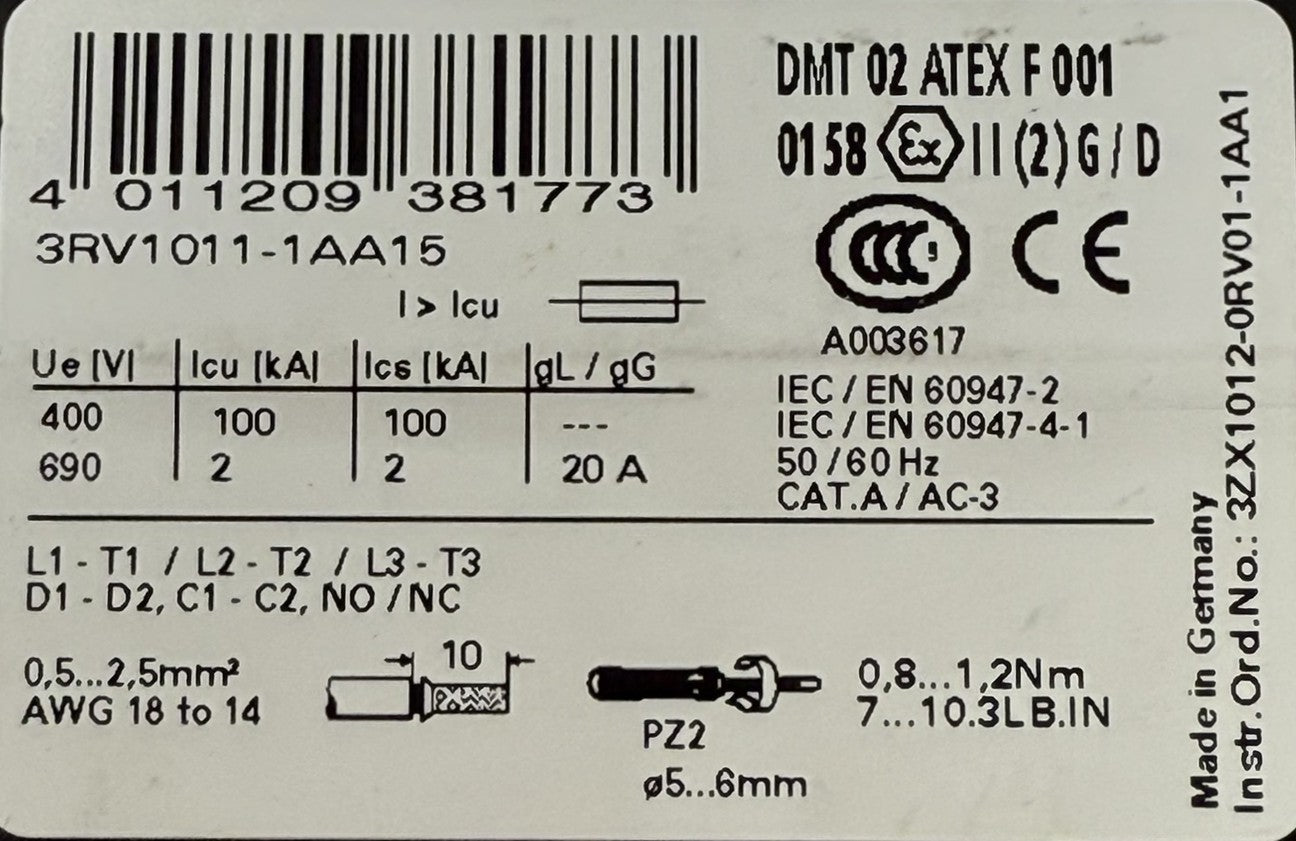 4 011209 381773
3RV1011-1AA15
I > Icu
Ue [V] Icu [kA] Ics [kA] gL / gG
400 100 100 ---
690 2 2 20 A
DMT 02 ATEX F 001
0158 Ex II (2) G / D
CCC S
CE
A003617
IEC / EN 60947-2
IEC / EN 60947-4-1
50 / 60 Hz
CAT.A / AC-3
L1 - T1 / L2 - T2 / L3 - T3
D1 - D2, C1 - C2, NO / NC
0,5...2,5mm²
AWG 18 to 14
10
PZ2
ø5...6mm
0,8...1,2Nm
7...10.3LB.IN
Made in Germany
Instr.Ord.No.: 3ZX1012-0RV01-1AA1